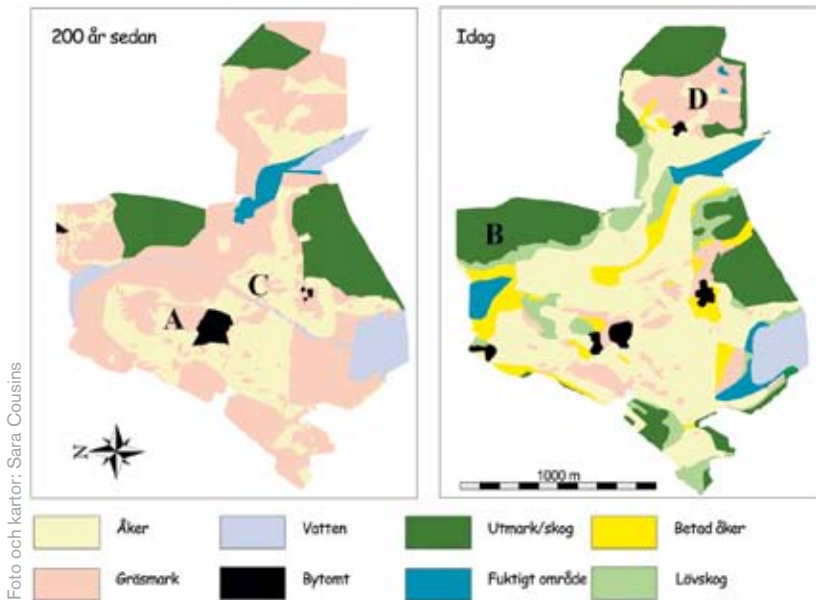 200 år sedan
Idag
A
C
B
D
N
1000 m
Åker
Vatten
Utmark/skog
Betad åker
Gräsmark
Bytomt
Fuktigt område
Lövskog
Foto och kartor: Sara Cousins